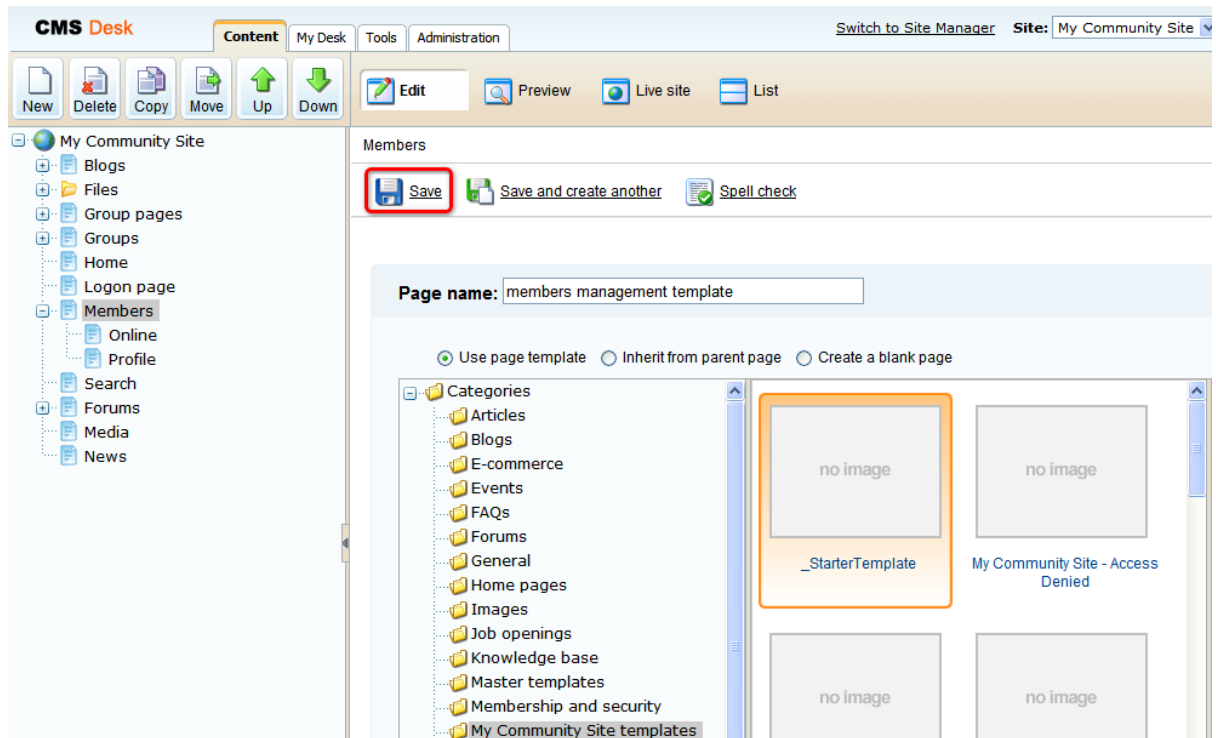 CMS Desk
Content
My Desk
Tools
Administration
Switch to Site Manager
Site: My Community Site
New
Delete
Copy
Move
Up
Down
Edit
Preview
Live site
List
My Community Site
Blogs
Files
Group pages
Groups
Home
Logon page
Members
Online
Profile
Search
Forums
Media
News
Members
Save
Save and create another
Spell check
Page name: members management template
Use page template
Inherit from parent page
Create a blank page
Categories
Articles
Blogs
E-commerce
Events
FAQs
Forums
General
Home pages
Images
Job openings
Knowledge base
Master templates
Membership and security
My Community Site templates
no image
_StarterTemplate
no image
My Community Site - Access
Denied
no image
no image